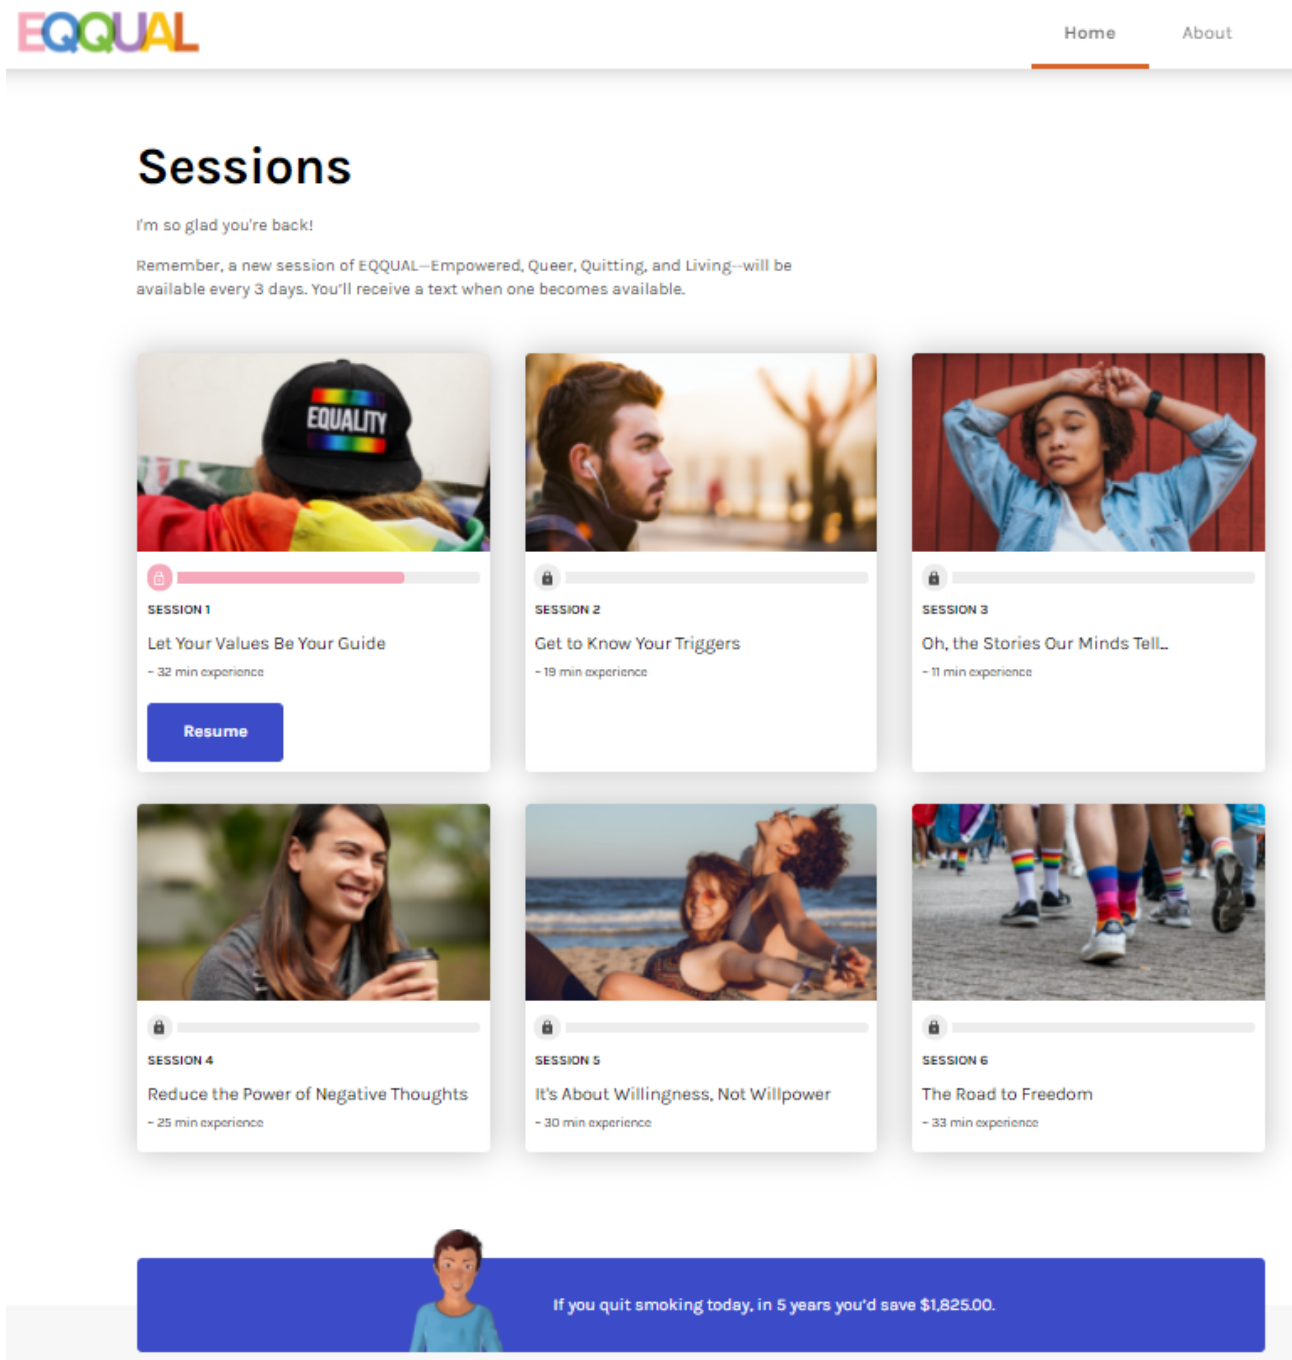 EQQUAL
Home
About
Sessions
I'm so glad you're back!
Remember, a new session of EQQUAL—Empowered, Queer, Quitting, and Living--will be
available every 3 days. You'll receive a text when one becomes available.
EQUALITY
SESSION 1
Let Your Values Be Your Guide
~ 32 min experience
Resume
SESSION 2
Get to Know Your Triggers
~ 19 min experience
SESSION 3
Oh, the Stories Our Minds Tell...
~ 11 min experience
SESSION 4
Reduce the Power of Negative Thoughts
~ 25 min experience
SESSION 5
It's About Willingness, Not Willpower
~ 30 min experience
SESSION 6
The Road to Freedom
~ 33 min experience
If you quit smoking today, in 5 years you'd save $1,825.00.